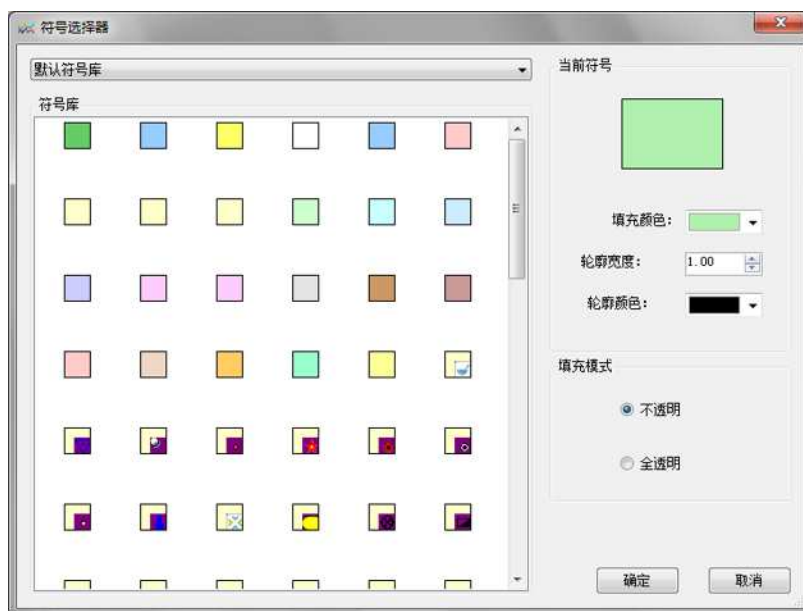 符号选择器
默认符号库
符号库
当前符号
填充颜色：
轮廓宽度：
1.00
轮廓颜色：
填充模式
不透明
全透明
确定
取消